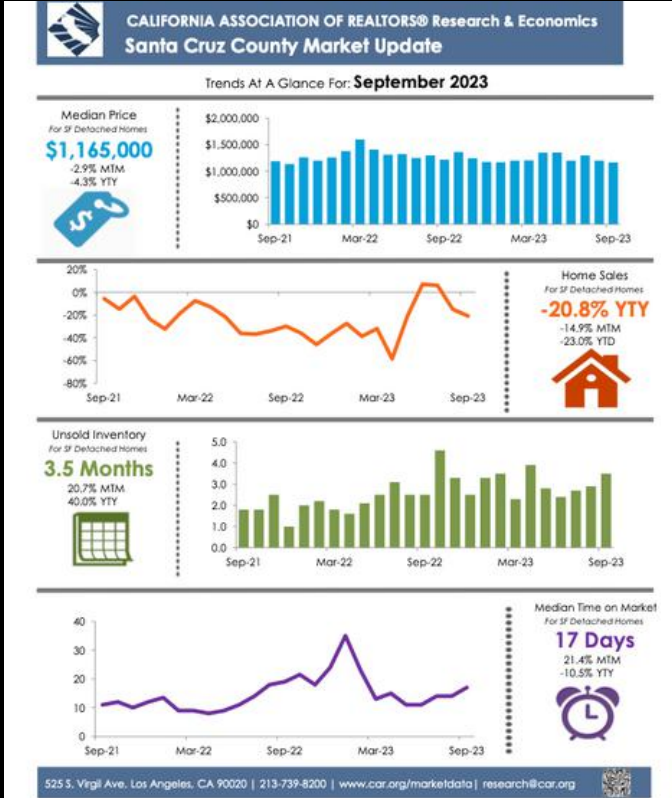 CALIFORNIA ASSOCIATION OF REALTORS® Research & Economics
Santa Cruz County Market Update
Trends At A Glance For: September 2023
Median Price
For SF Detached Homes
$1,165,000
-2.9% MTM
-4.3% YTY
$
$2,000,000
$1,500,000
$1,000,000
$500,000
$0
Sep-21 Mar-22 Sep-22 Mar-23 Sep-23
20%
0%
-20%
-40%
-60%
-80%
Sep-21 Mar-22 Sep-22 Mar-23 Sep-23
Home Sales
For SF Detached Homes
-20.8% YTY
-14.9% MTM
-23.0% YTD
Unsold Inventory
For SF Detached Homes
3.5 Months
20.7% MTM
40.0% YTY
5.0
4.0
3.0
2.0
1.0
0.0
Sep-21 Mar-22 Sep-22 Mar-23 Sep-23
40
30
20
10
0
Sep-21 Mar-22 Sep-22 Mar-23 Sep-23
Median Time on Market
For SF Detached Homes
17 Days
21.4% MTM
-10.5% YTY
525 S. Virgil Ave. Los Angeles, CA 90020 | 213-739-8200 | www.car.org/marketdata| research@car.org